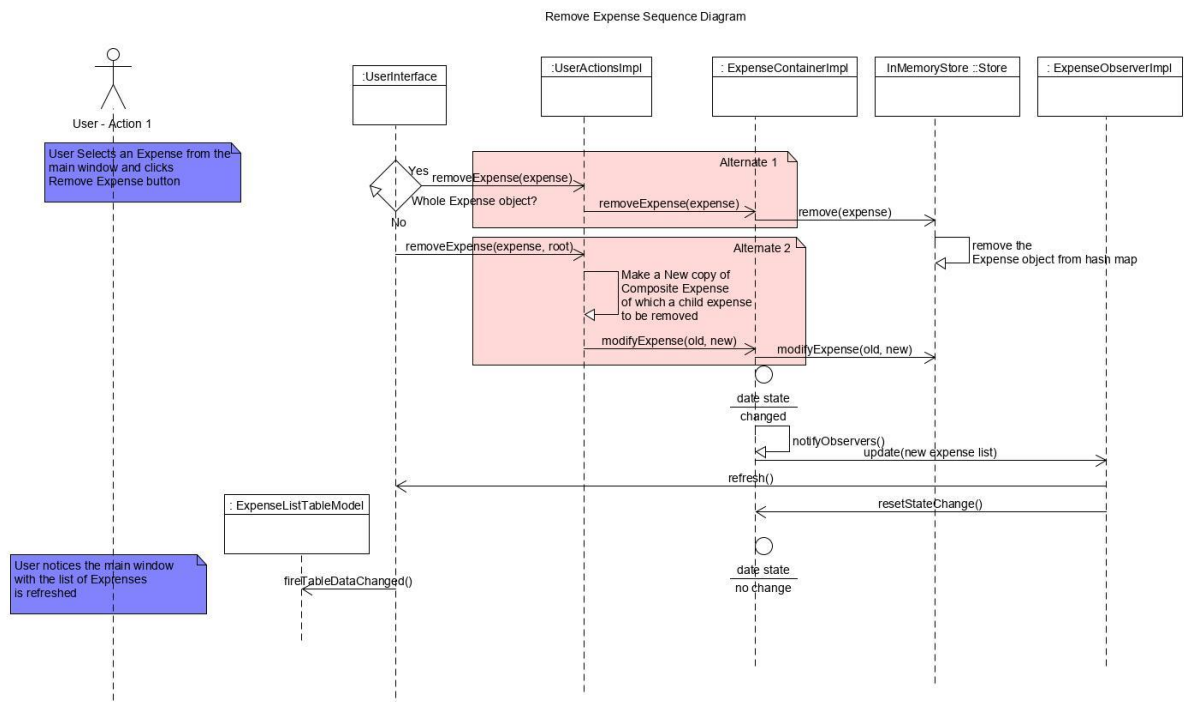 Remove Expense Sequence Diagram
:UserInterface
:UserActionsImpl
: ExpenseContainerImpl
InMemoryStore ::Store
: ExpenseObserverImpl
User - Action 1
User Selects an Expense from the
main window and clicks
Remove Expense button
Alternate 1
Yes
removeExpense(expense)
Whole Expense object?
removeExpense(expense)
remove(expense)
No
removeExpense(expense, root)
Alternate 2
remove the
Expense object from hash map
Make a New copy of
Composite Expense
of which a child expense
to be removed
modifyExpense(old, new)
modifyExpense(old, new)
date state
changed
notifyObservers()
update(new expense list)
refresh()
: ExpenseListTableModel
resetStateChange()
User notices the main window
with the list of Exprenses
is refreshed
fireTableDataChanged()
date state
no change